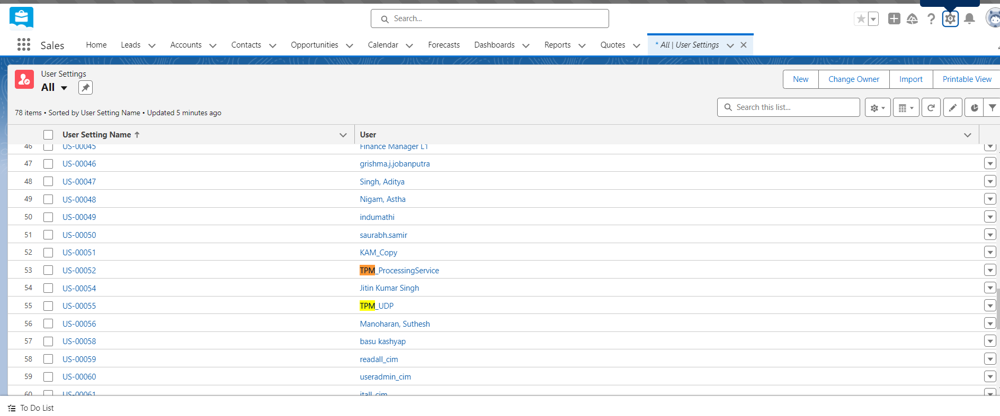 Search...
Sales
Home
Leads
Accounts
Contacts
Opportunities
Calendar
Forecasts
Dashboards
Reports
Quotes
* All | User Settings
User Settings
All
New
Change Owner
Import
Printable View
78 items • Sorted by User Setting Name • Updated 5 minutes ago
Search this list...
User Setting Name ↑
User
46 US-00045 Finance Manager L1
47 US-00046 grishma.j.jobanputra
48 US-00047 Singh, Aditya
49 US-00048 Nigam, Astha
50 US-00049 indumathi
51 US-00050 saurabh.samir
52 US-00051 KAM_Copy
53 US-00052 TPM_ProcessingService
54 US-00054 Jitin Kumar Singh
55 US-00055 TPM_UDP
56 US-00056 Manoharan, Suthesh
57 US-00058 basu kashyap
58 US-00059 readall_cim
59 US-00060 useradmin_cim
60 US-00061 itall_cim
To Do List